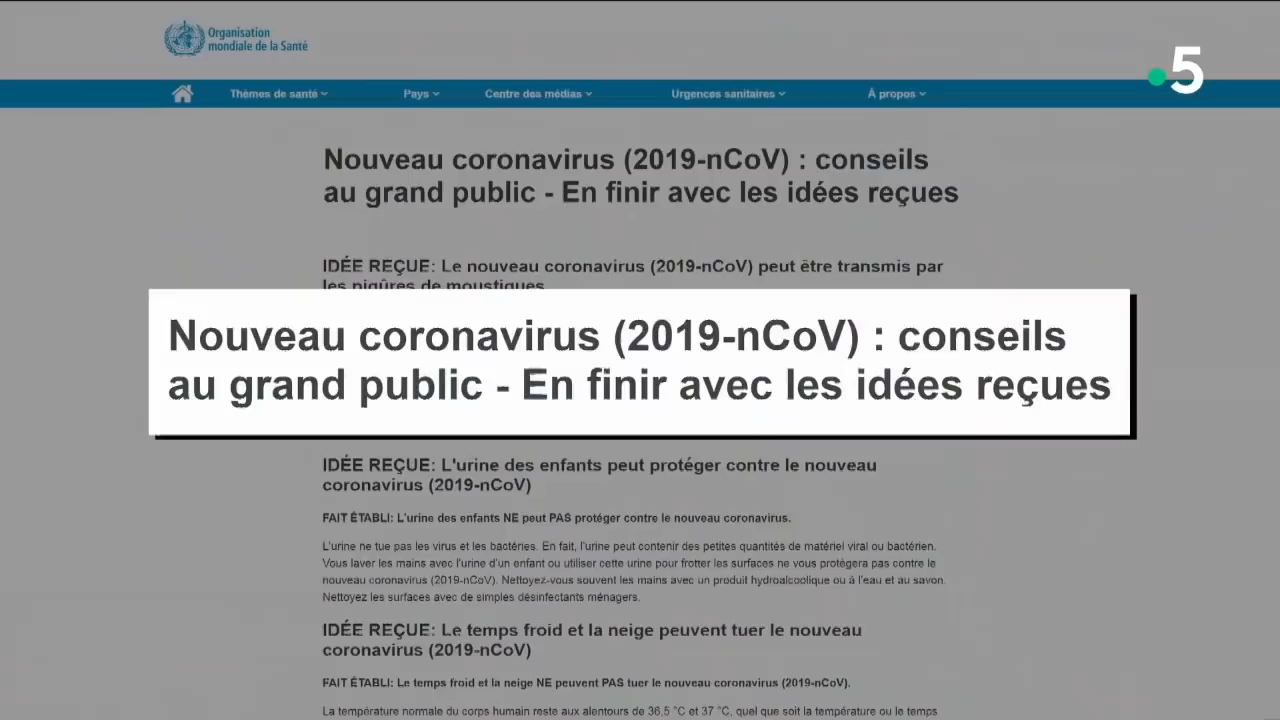 Organisation
mondiale de la Santé
5
Thèmes de santé
Pays
Centre des médias
Urgences sanitaires
À propos
Nouveau coronavirus (2019-nCoV) : conseils
au grand public - En finir avec les idées reçues
IDÉE REÇUE: Le nouveau coronavirus (2019-nCoV) peut être transmis par
les piqûres de moustiques
Nouveau coronavirus (2019-nCoV) : conseils
au grand public - En finir avec les idées reçues
IDÉE REÇUE: L'urine des enfants peut protéger contre le nouveau
coronavirus (2019-nCoV)
FAIT ÉTABLI: L'urine des enfants NE peut PAS protéger contre le nouveau coronavirus.
L'urine ne tue pas les virus et les bactéries. En fait, l'urine peut contenir des petites quantités de matériel viral ou bactérien.
Vous laver les mains avec l'urine d'un enfant ou utiliser cette urine pour frotter les surfaces ne vous protègera pas contre le
nouveau coronavirus (2019-nCoV). Nettoyez-vous souvent les mains avec un produit hydroalcoolique ou à l'eau et au savon.
Nettoyez les surfaces avec de simples désinfectants ménagers.
IDÉE REÇUE: Le temps froid et la neige peuvent tuer le nouveau
coronavirus (2019-nCoV)
FAIT ÉTABLI: Le temps froid et la neige NE peuvent PAS tuer le nouveau coronavirus (2019-nCoV).
La température normale du corps humain reste aux alentours de 36,5 °C et 37 °C, quel que soit la température ou le temps